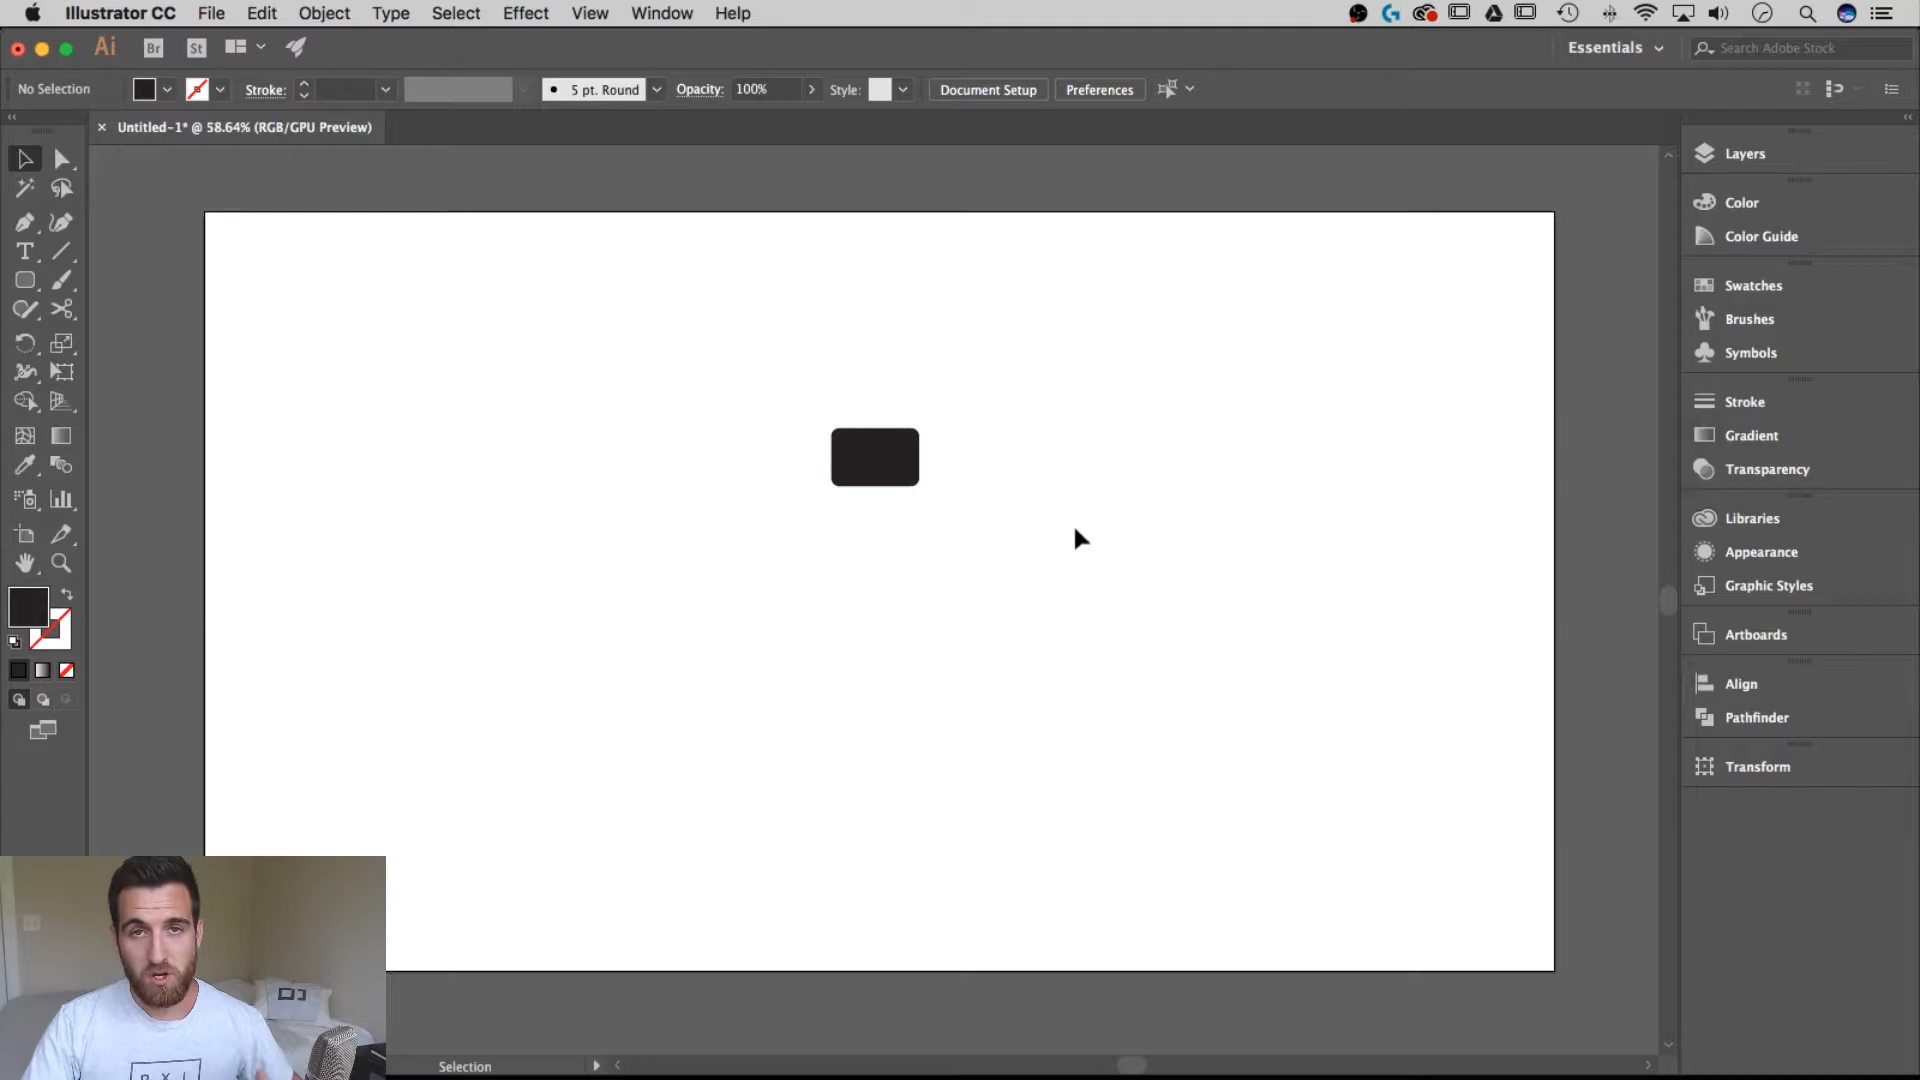 Illustrator CC File Edit Object Type Select Effect View Window Help
Ai Br St Essentials Search Adobe Stock
No Selection Stroke: 5 pt. Round Opacity: 100% Style: Document Setup Preferences
× Untitled-1* @ 58.64% (RGB/GPU Preview)
Layers
Color
Color Guide
Swatches
Brushes
Symbols
Stroke
Gradient
Transparency
Libraries
Appearance
Graphic Styles
Artboards
Align
Pathfinder
Transform
Selection